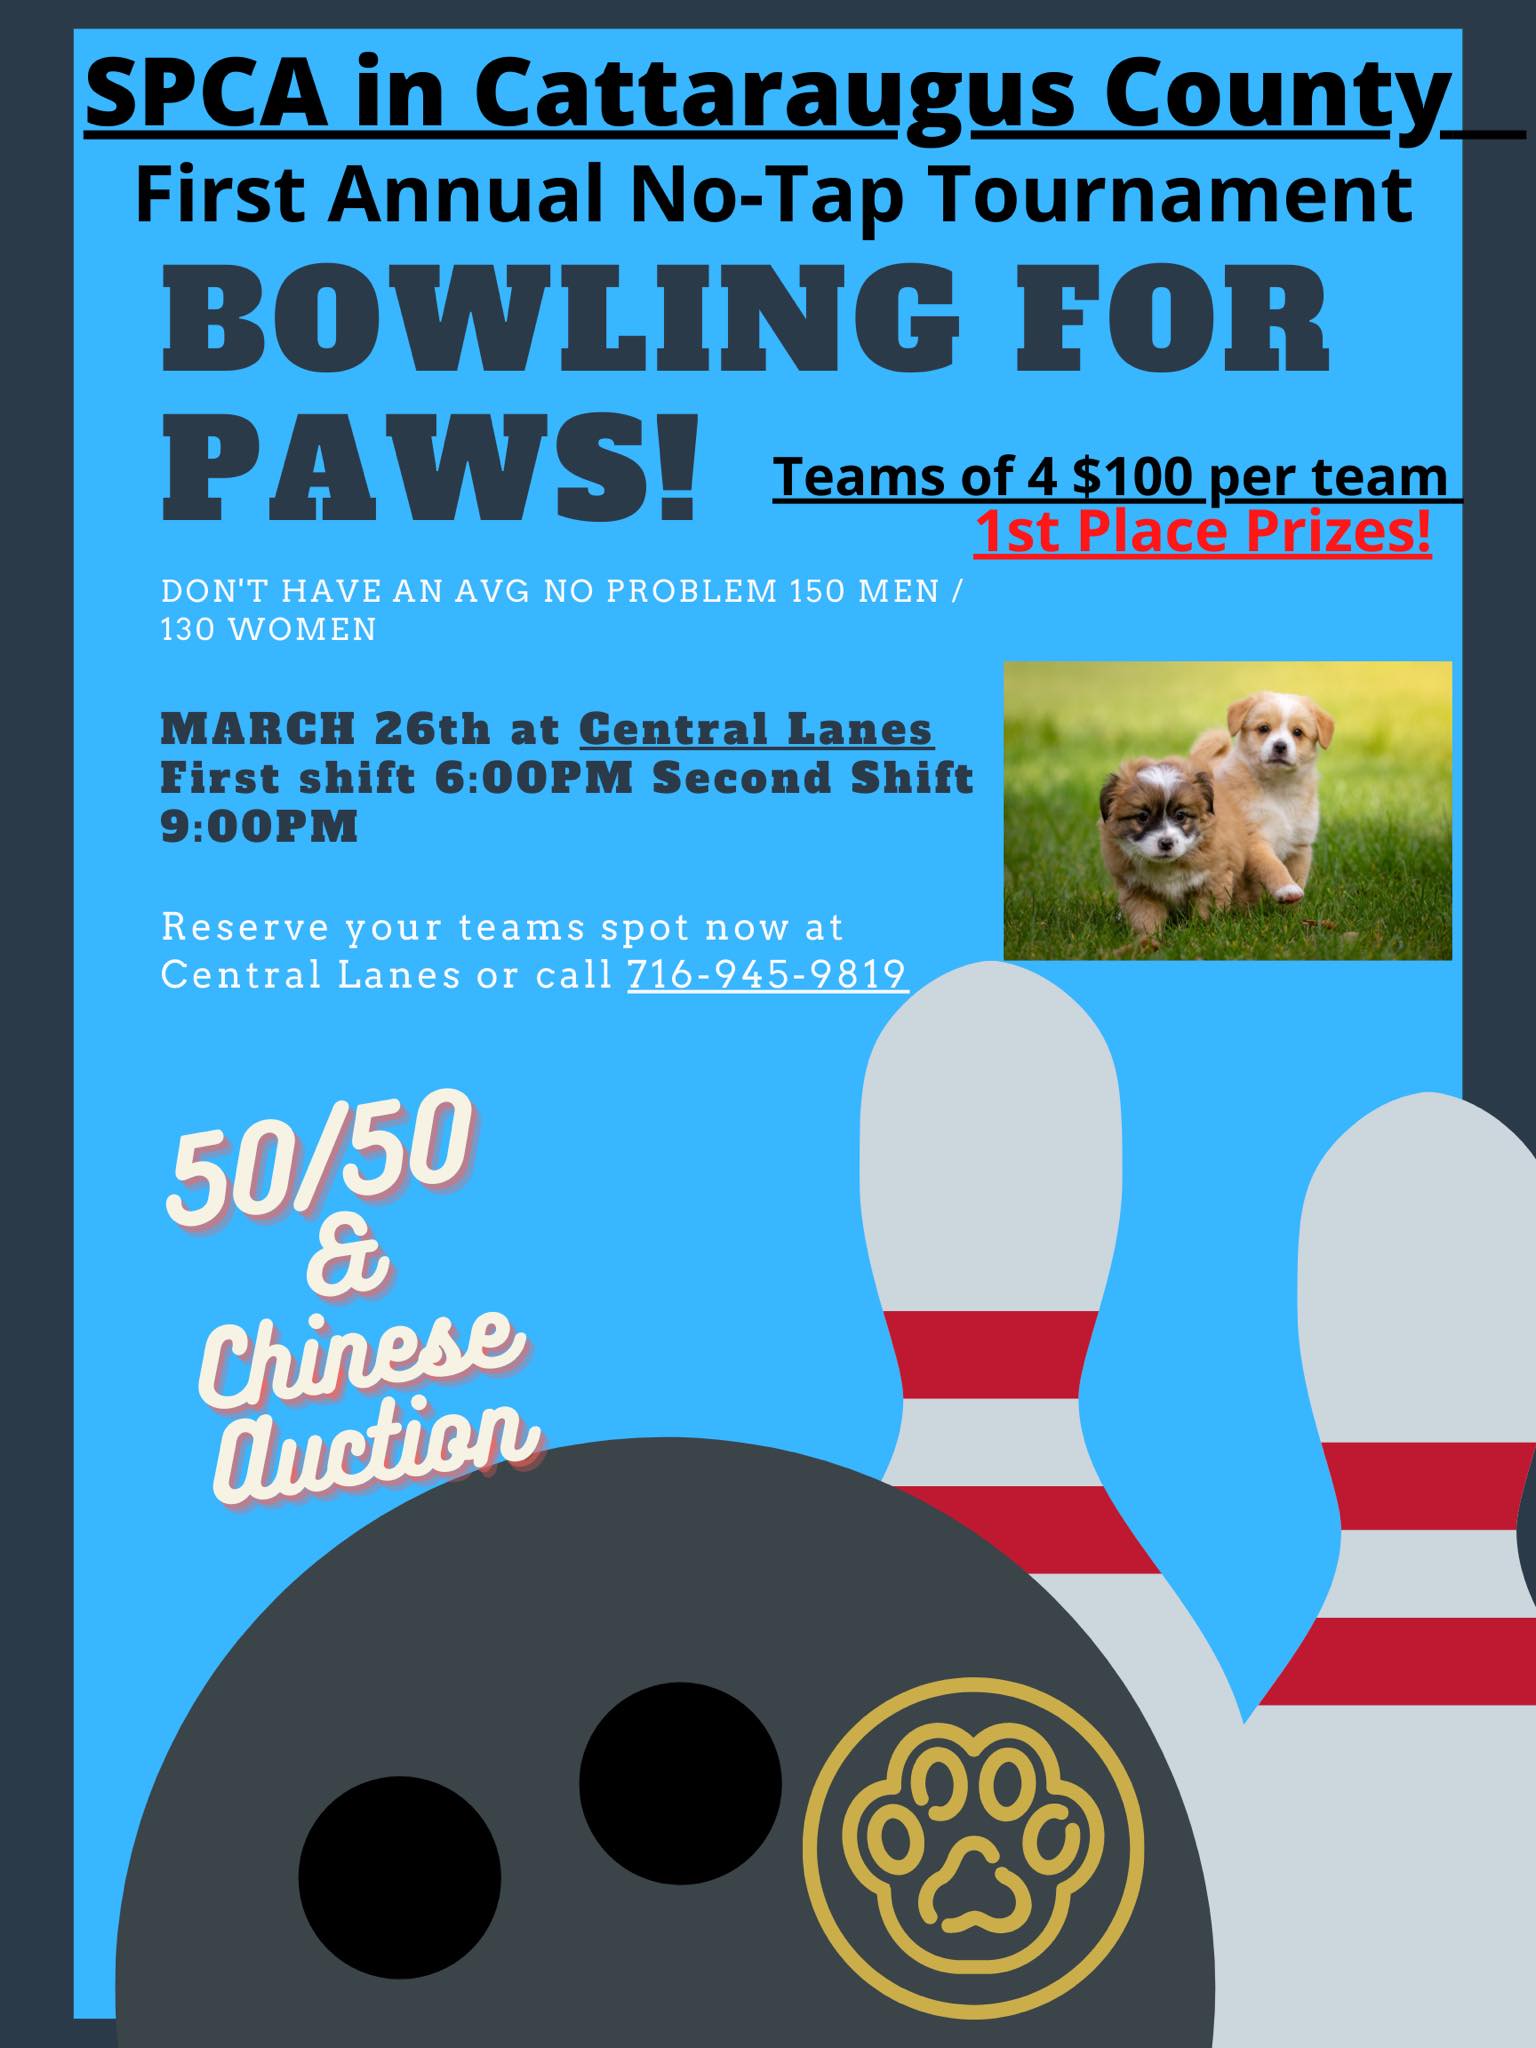 SPCA in Cattaraugus County
First Annual No-Tap Tournament
BOWLING FOR
PAWS!
Teams of 4 $100 per team
1st Place Prizes!
DON'T HAVE AN AVG NO PROBLEM 150 MEN /
130 WOMEN
MARCH 26th at Central Lanes
First shift 6:00PM Second Shift
9:00PM
Reserve your teams spot now at
Central Lanes or call 716-945-9819
50/50
&
Chinese
Auction